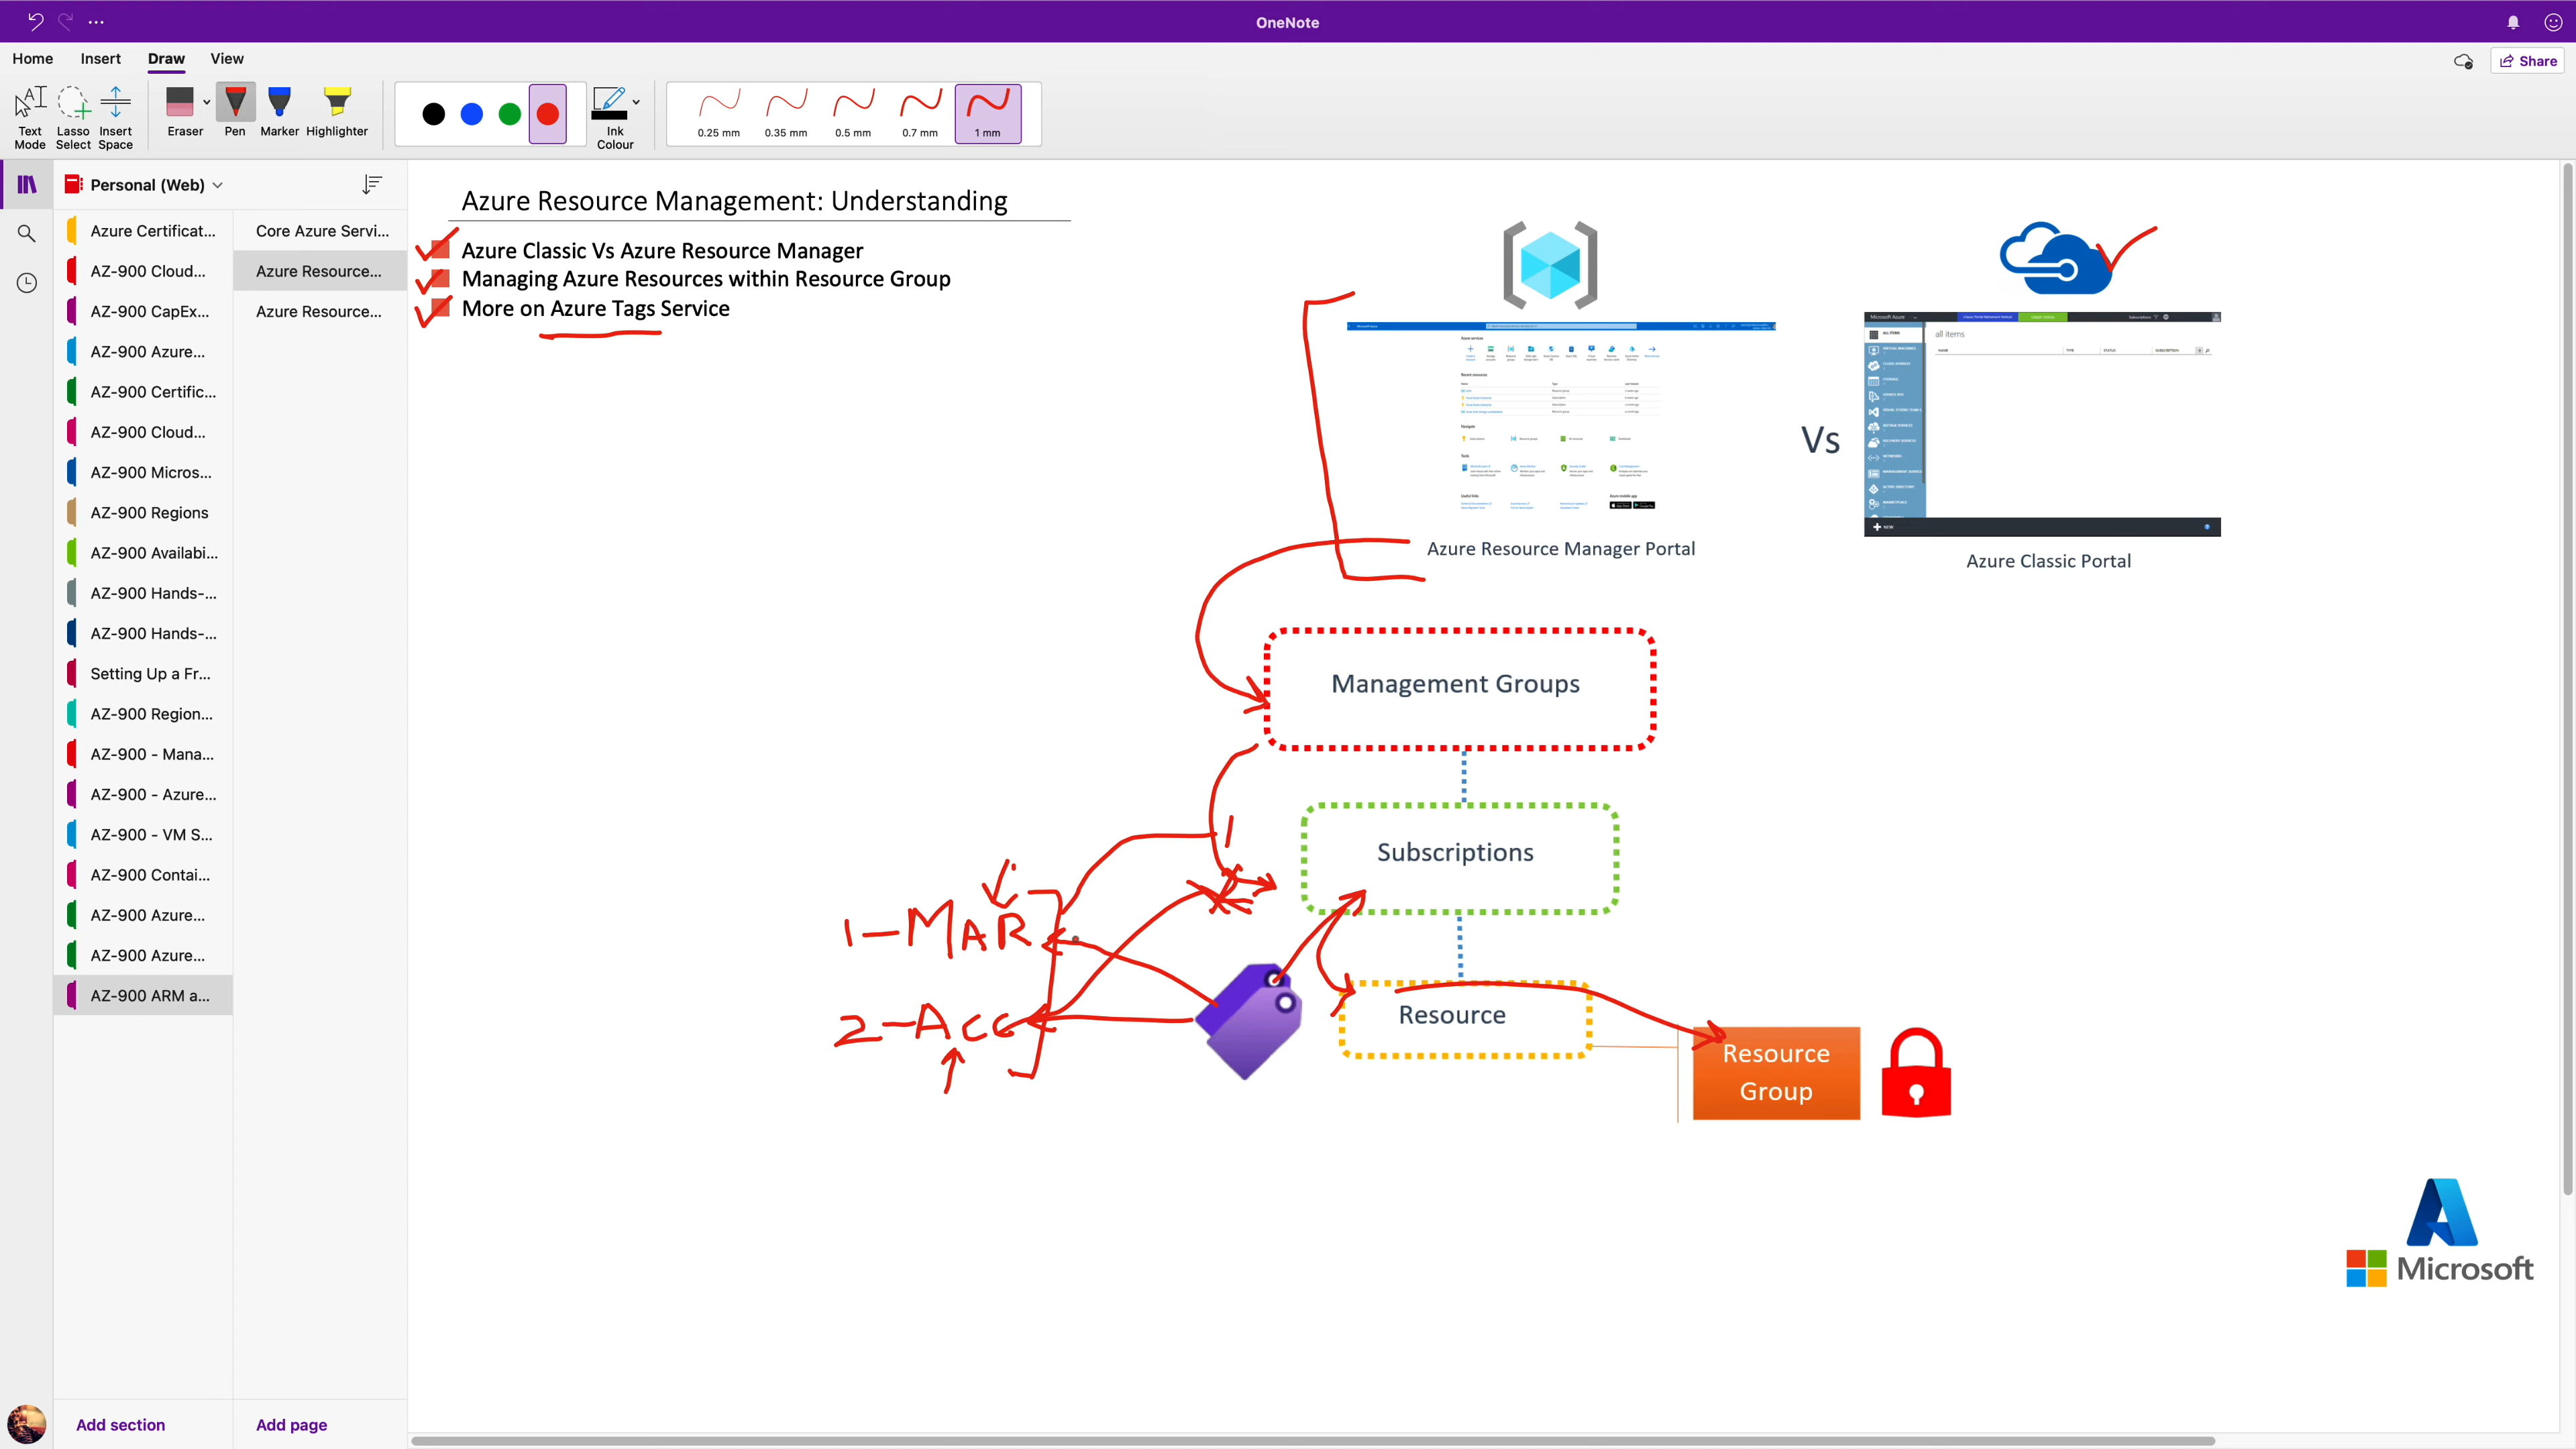 OneNote
Home Insert Draw View
Share
Text Mode
Lasso Select
Insert Space
Eraser
Pen
Marker
Highlighter
Ink Colour
0.25 mm
0.35 mm
0.5 mm
0.7 mm
1 mm
Personal (Web)
Azure Certificat...
AZ-900 Cloud...
AZ-900 CapEx...
AZ-900 Azure...
AZ-900 Certific...
AZ-900 Cloud...
AZ-900 Micros...
AZ-900 Regions
AZ-900 Availabi...
AZ-900 Hands-...
AZ-900 Hands-...
Setting Up a Fr...
AZ-900 Region...
AZ-900 - Mana...
AZ-900 - Azure...
AZ-900 - VM S...
AZ-900 Contai...
AZ-900 Azure...
AZ-900 Azure...
AZ-900 ARM a...
Add section
Core Azure Servi...
Azure Resource...
Azure Resource...
Add page
Azure Resource Management: Understanding
Azure Classic Vs Azure Resource Manager
Managing Azure Resources within Resource Group
More on Azure Tags Service
Azure Resource Manager Portal
Vs
all items
Azure Classic Portal
Management Groups
Subscriptions
Resource
Resource
Group
1-MAR
2-Acc
Microsoft